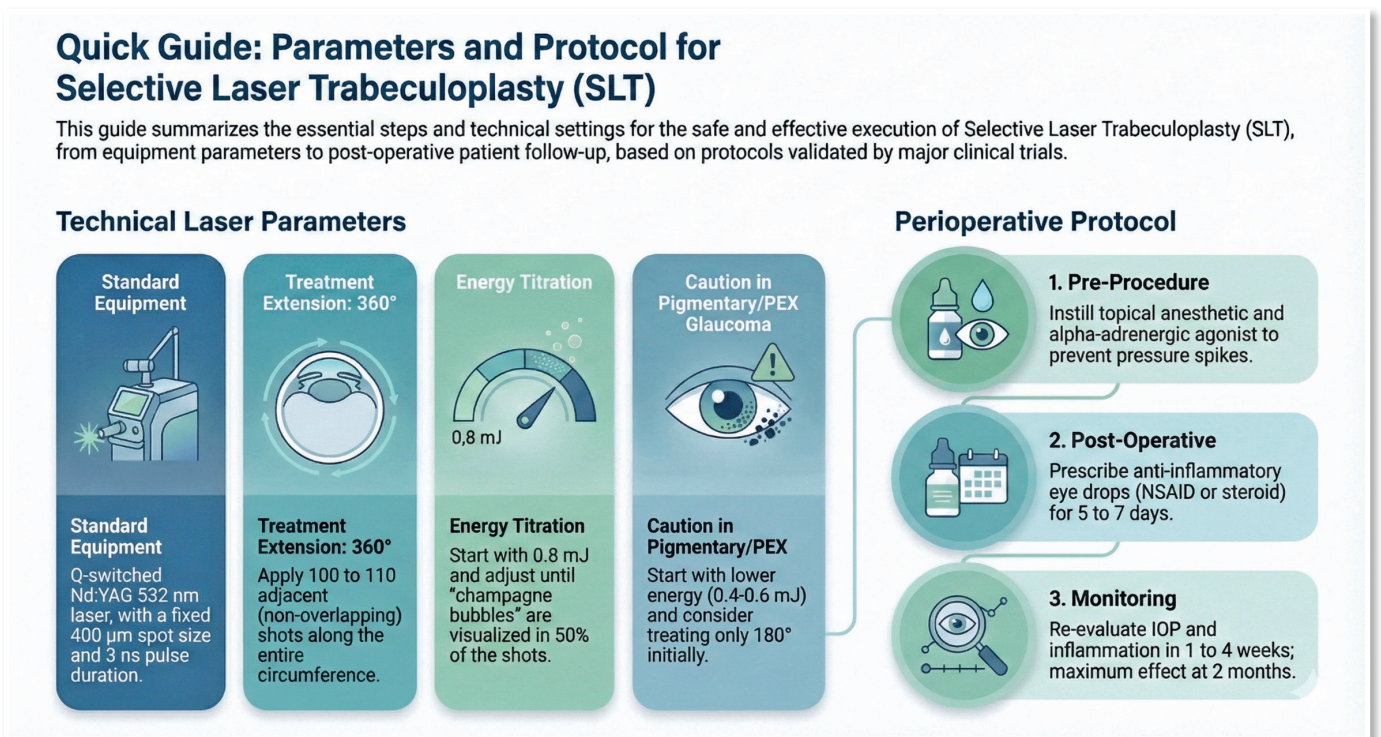 Quick Guide: Parameters and Protocol for
Selective Laser Trabeculoplasty (SLT)
This guide summarizes the essential steps and technical settings for the safe and effective execution of Selective Laser Trabeculoplasty (SLT),
from equipment parameters to post-operative patient follow-up, based on protocols validated by major clinical trials.
Technical Laser Parameters
Standard
Equipment
Standard
Equipment
Q-switched
Nd:YAG 532 nm
laser, with a fixed
400 µm spot size
and 3 ns pulse
duration.
Treatment
Extension: 360°
Treatment
Extension: 360°
Apply 100 to 110
adjacent
(non-overlapping)
shots along the
entire
circumference.
Energy Titration
0,8 mJ
Energy Titration
Start with 0.8 mJ
and adjust until
“champagne
bubbles” are
visualized in 50%
of the shots.
Caution in
Pigmentary/PEX
Glaucoma
Caution in
Pigmentary/PEX
Start with lower
energy (0.4-0.6 mJ)
and consider
treating only 180°
initially.
Perioperative Protocol
1. Pre-Procedure
Instill topical anesthetic and
alpha-adrenergic agonist to
prevent pressure spikes.
2. Post-Operative
Prescribe anti-inflammatory
eye drops (NSAID or steroid)
for 5 to 7 days.
3. Monitoring
Re-evaluate IOP and
inflammation in 1 to 4 weeks;
maximum effect at 2 months.